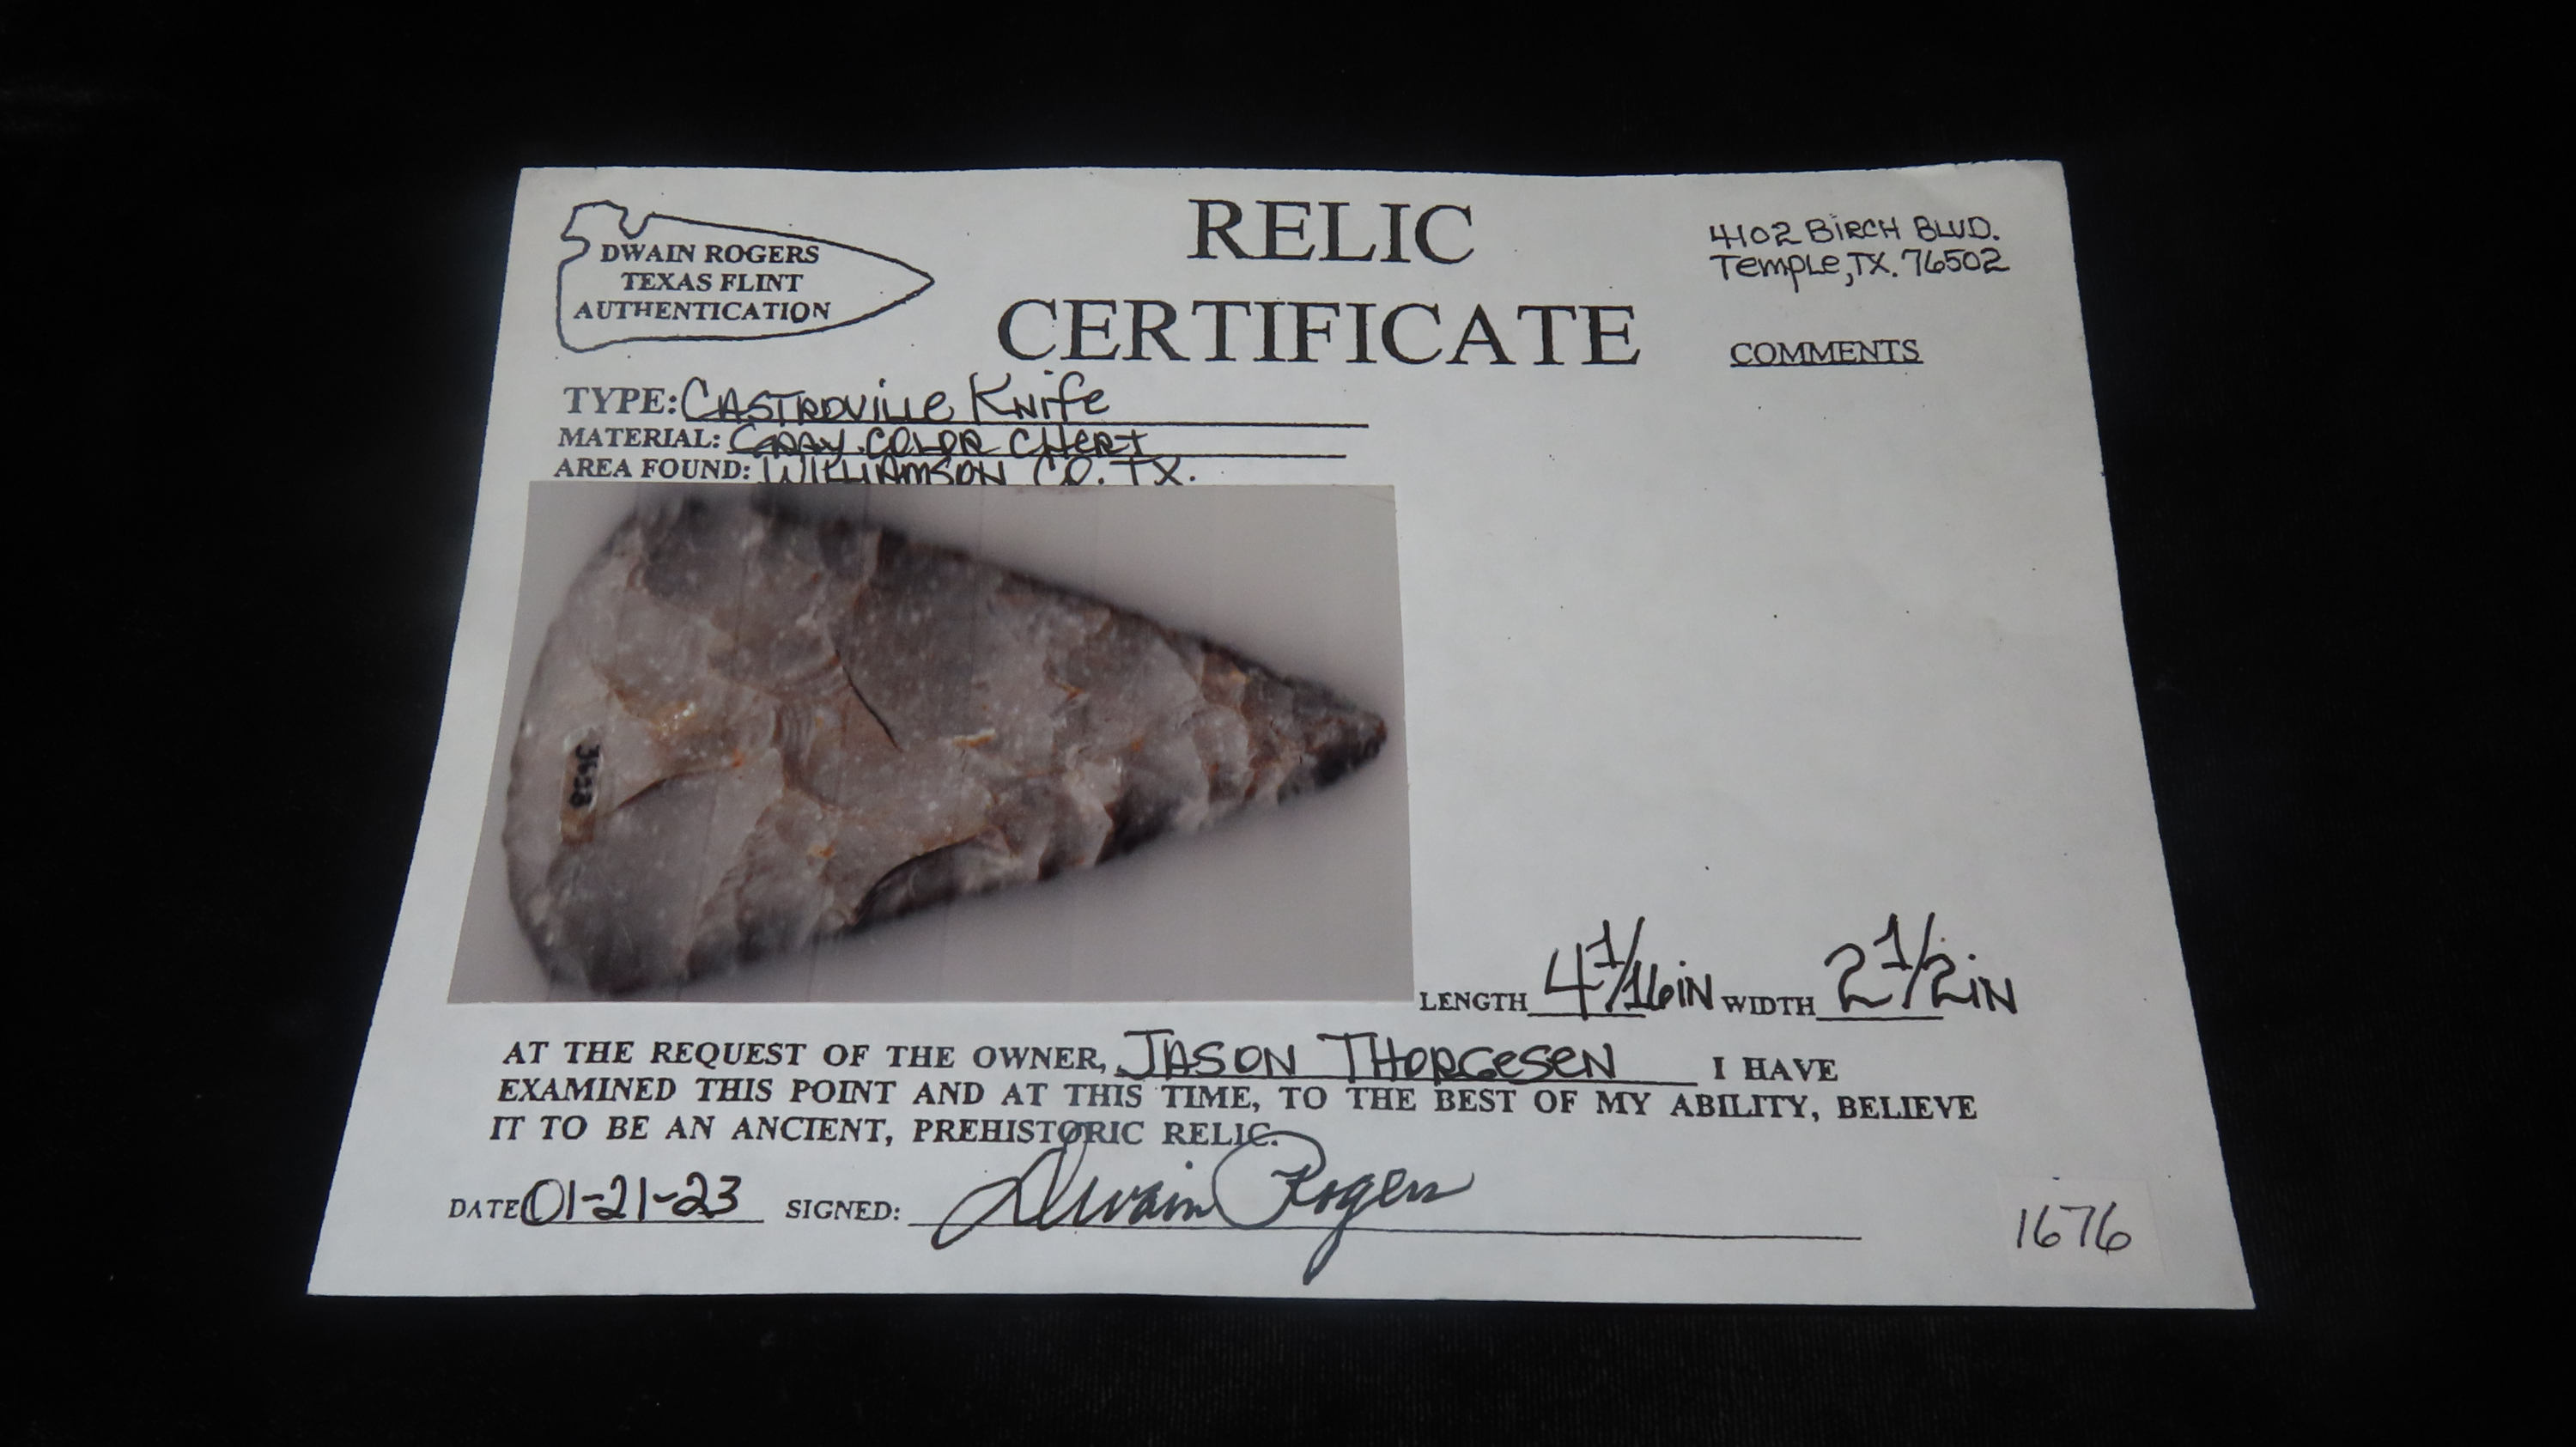 DWAIN ROGERS
TEXAS FLINT
AUTHENTICATION
RELIC
CERTIFICATE
4102 BIRCH BLVD.
Temple, TX. 76502
COMMENTS
TYPE: CASTROVILLE KNIFE
MATERIAL: GRAY COLOR CHERT
AREA FOUND: WILLIAMSON CO. TX.
LENGTH 4 1/16 IN WIDTH 2 1/2 IN
AT THE REQUEST OF THE OWNER, JASON THORGESEN I HAVE
EXAMINED THIS POINT AND AT THIS TIME, TO THE BEST OF MY ABILITY, BELIEVE
IT TO BE AN ANCIENT, PREHISTORIC RELIC.
DATE 01-21-23 SIGNED: Dwain Rogers
1676